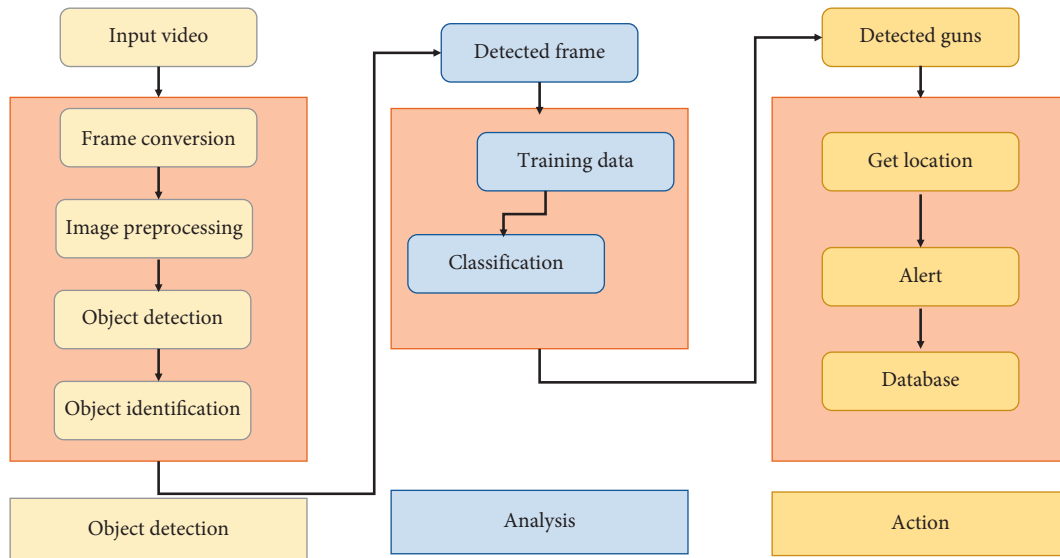 Input video
Frame conversion
Image preprocessing
Object detection
Object identification
Object detection
Detected frame
Training data
Classification
Analysis
Detected guns
Get location
Alert
Database
Action